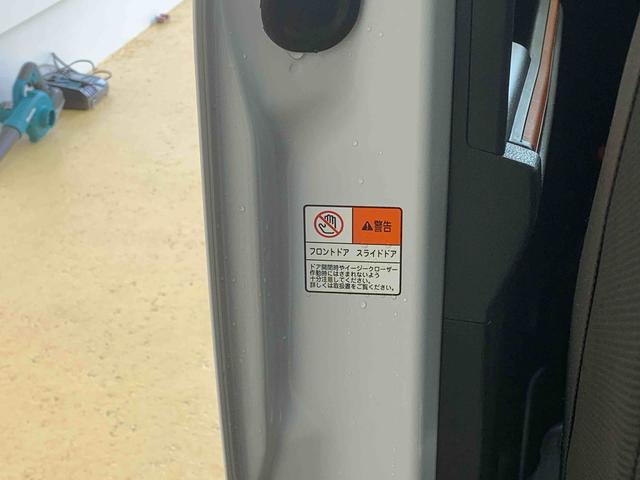 警告
フロントドア スライドドア
ドア開閉時やイージークローザー
作動時にはさまれないよう
十分注意してください。
詳しくは取扱書をご覧ください。